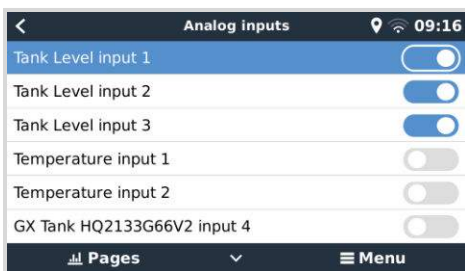 Analog inputs 09:16
Tank Level input 1
Tank Level input 2
Tank Level input 3
Temperature input 1
Temperature input 2
GX Tank HQ2133G66V2 input 4
Pages Menu